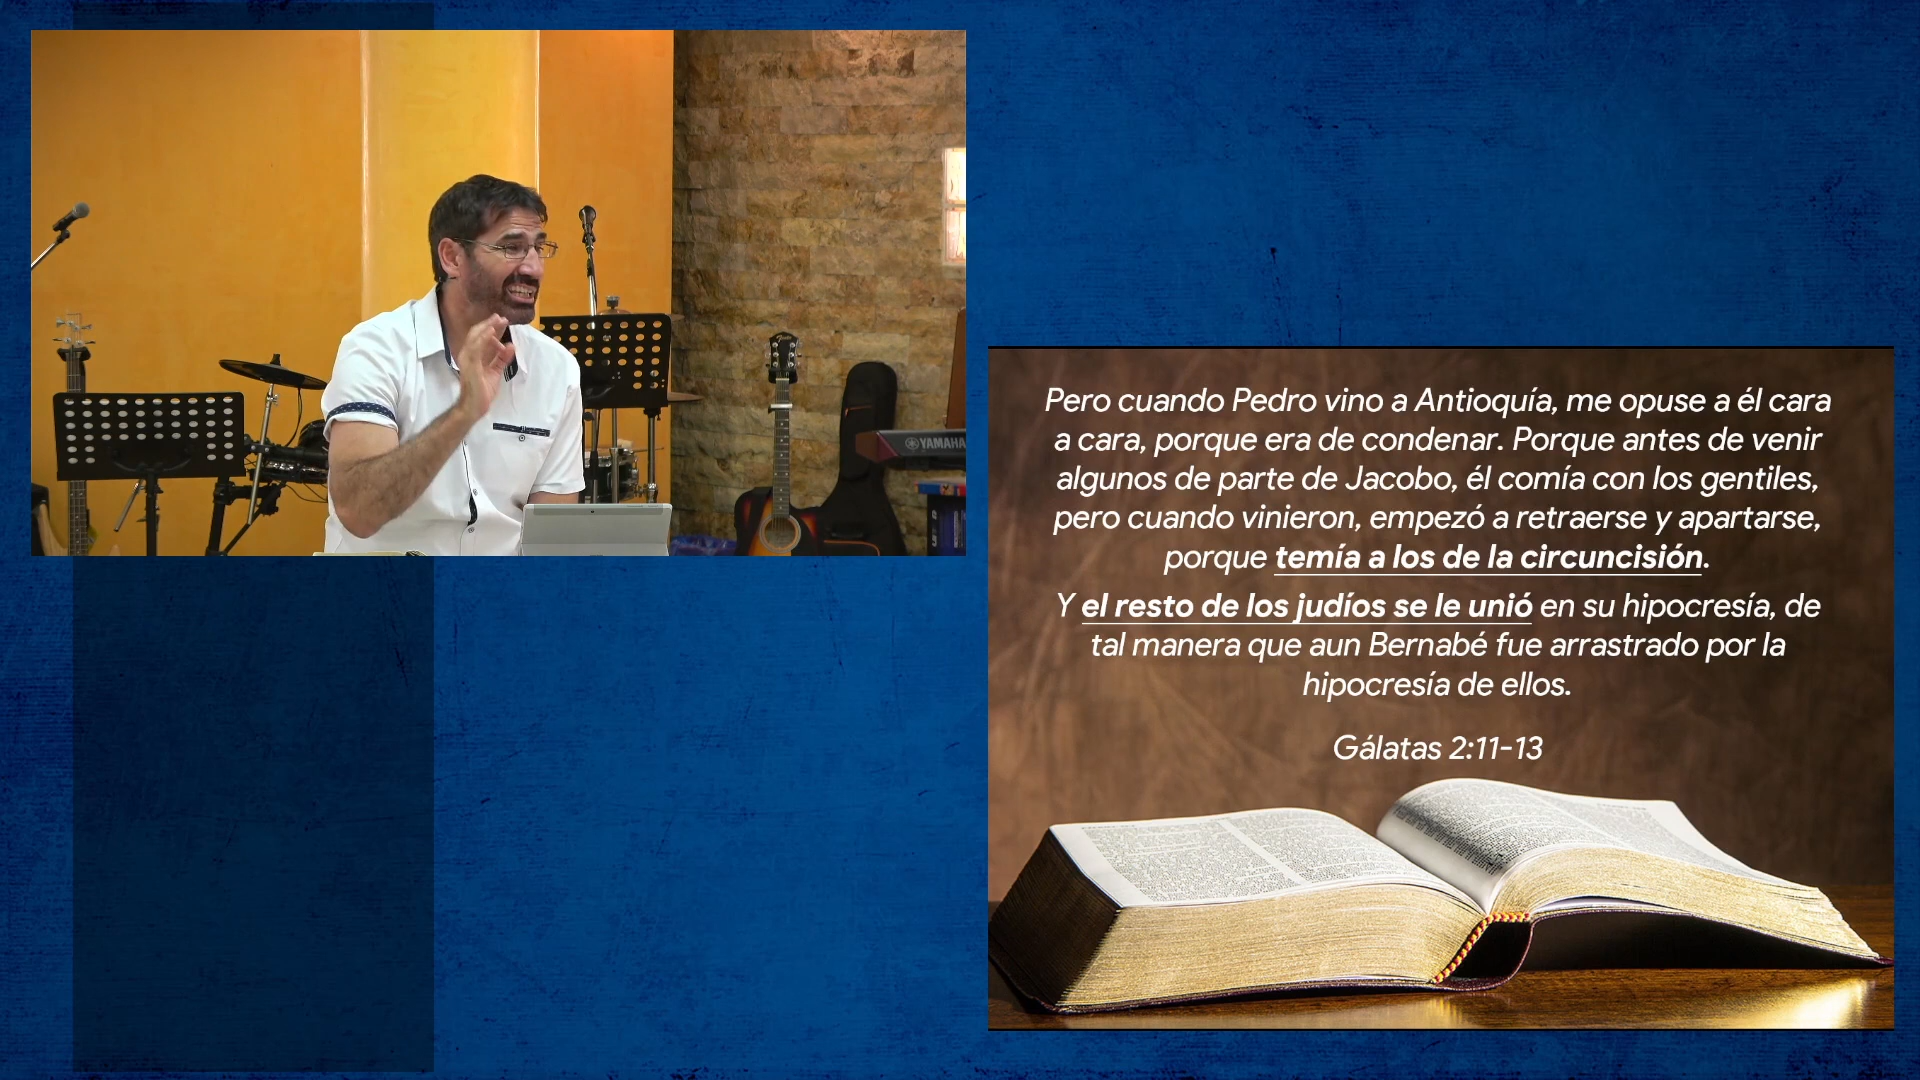 YAMAHA
Pero cuando Pedro vino a Antioquía, me opuse a él cara
a cara, porque era de condenar. Porque antes de venir
algunos de parte de Jacobo, él comía con los gentiles,
pero cuando vinieron, empezó a retraerse y apartarse,
porque temía a los de la circuncisión.
Y el resto de los judíos se le unió en su hipocresía, de
tal manera que aun Bernabé fue arrastrado por la
hipocresía de ellos.
Gálatas 2:11-13